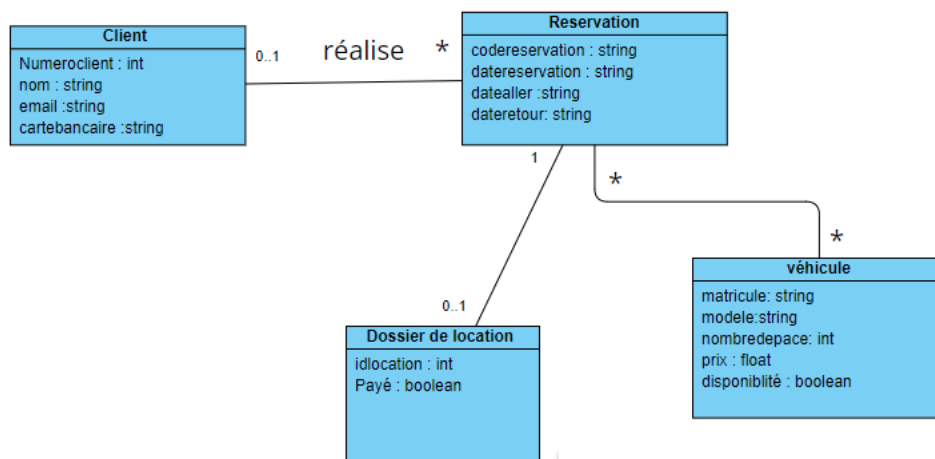 Client
Numeroclient : int
nom : string
email :string
cartebancaire :string
0..1
réalise
*
Reservation
codereservation : string
datereservation : string
datealler :string
dateretour: string
1
*
*
0..1
Dossier de location
idlocation : int
Payé : boolean
véhicule
matricule: string
modele:string
nombredepace: int
prix : float
disponiblité : boolean